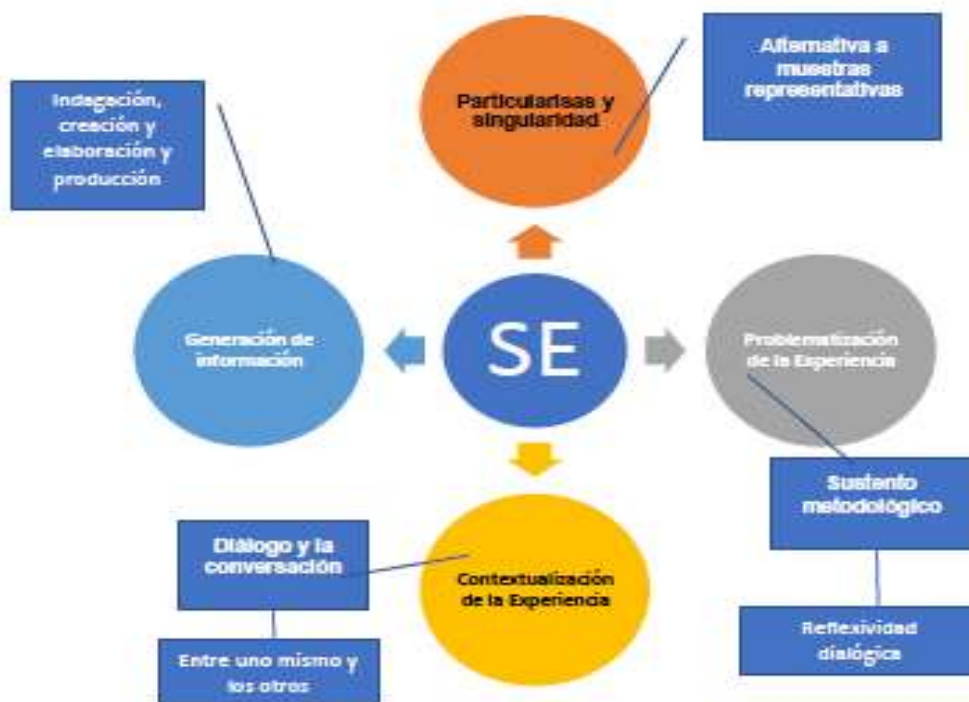 Alternativa a
muestras
representativas
Particularisas y
singularidad
Indagación,
creación y
elaboración y
producción
Generación de
información
SE
Problematización
de la Experiencia
Sustento
metodológico
Diálogo y la
conversación
Contextualización
de la Experiencia
Reflexividad
dialógica
Entre uno mismo y
los otros